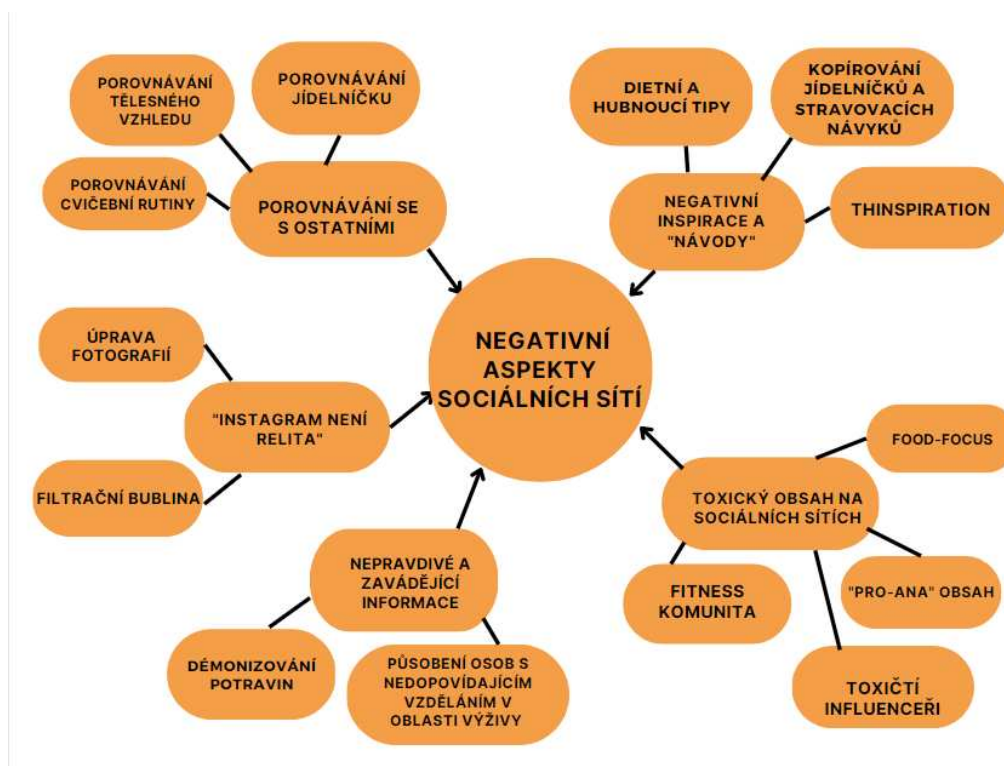 POROVNÁVÁNÍ
TĚLESNÉHO
VZHLEDU
POROVNÁVÁNÍ
JÍDELNÍČKU
POROVNÁVÁNÍ
CVIČEBNÍ RUTINY
POROVNÁVÁNÍ SE
S OSTATNÍMI
DIETNÍ A
HUBNOUCÍ TIPY
KOPÍROVÁNÍ
JÍDELNÍČKŮ A
STRAVOVACÍCH
NÁVYKŮ
NEGATIVNÍ
INSPIRACE A
"NÁVODY"
THINSPIRATION
NEGATIVNÍ
ASPEKTY
SOCIÁLNÍCH SÍTÍ
ÚPRAVA
FOTOGRAFIÍ
"INSTAGRAM NENÍ
RELITA"
FILTRAČNÍ BUBLINA
NEPRAVDIVÉ A
ZAVÁDĚJÍCÍ
INFORMACE
DÉMONIZOVÁNÍ
POTRAVIN
PŮSOBENÍ OSOB S
NEDOPOVÍDAJÍCÍM
VZDĚLÁNÍM V
OBLASTI VÝŽIVY
TOXICKÝ OBSAH NA
SOCIÁLNÍCH SÍTÍCH
FOOD-FOCUS
"PRO-ANA" OBSAH
FITNESS
KOMUNITA
TOXIČTÍ
INFLUENCEŘI